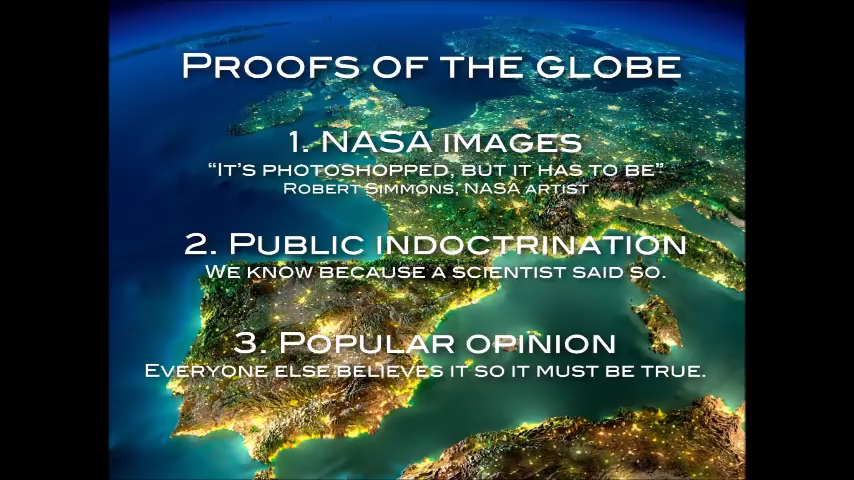 PROOFS OF THE GLOBE
1. NASA IMAGES
“IT’S PHOTOSHOPPED, BUT IT HAS TO BE”
ROBERT SIMMONS, NASA ARTIST
2. PUBLIC INDOCTRINATION
WE KNOW BECAUSE A SCIENTIST SAID SO.
3. POPULAR OPINION
EVERYONE ELSE BELIEVES IT SO IT MUST BE TRUE.